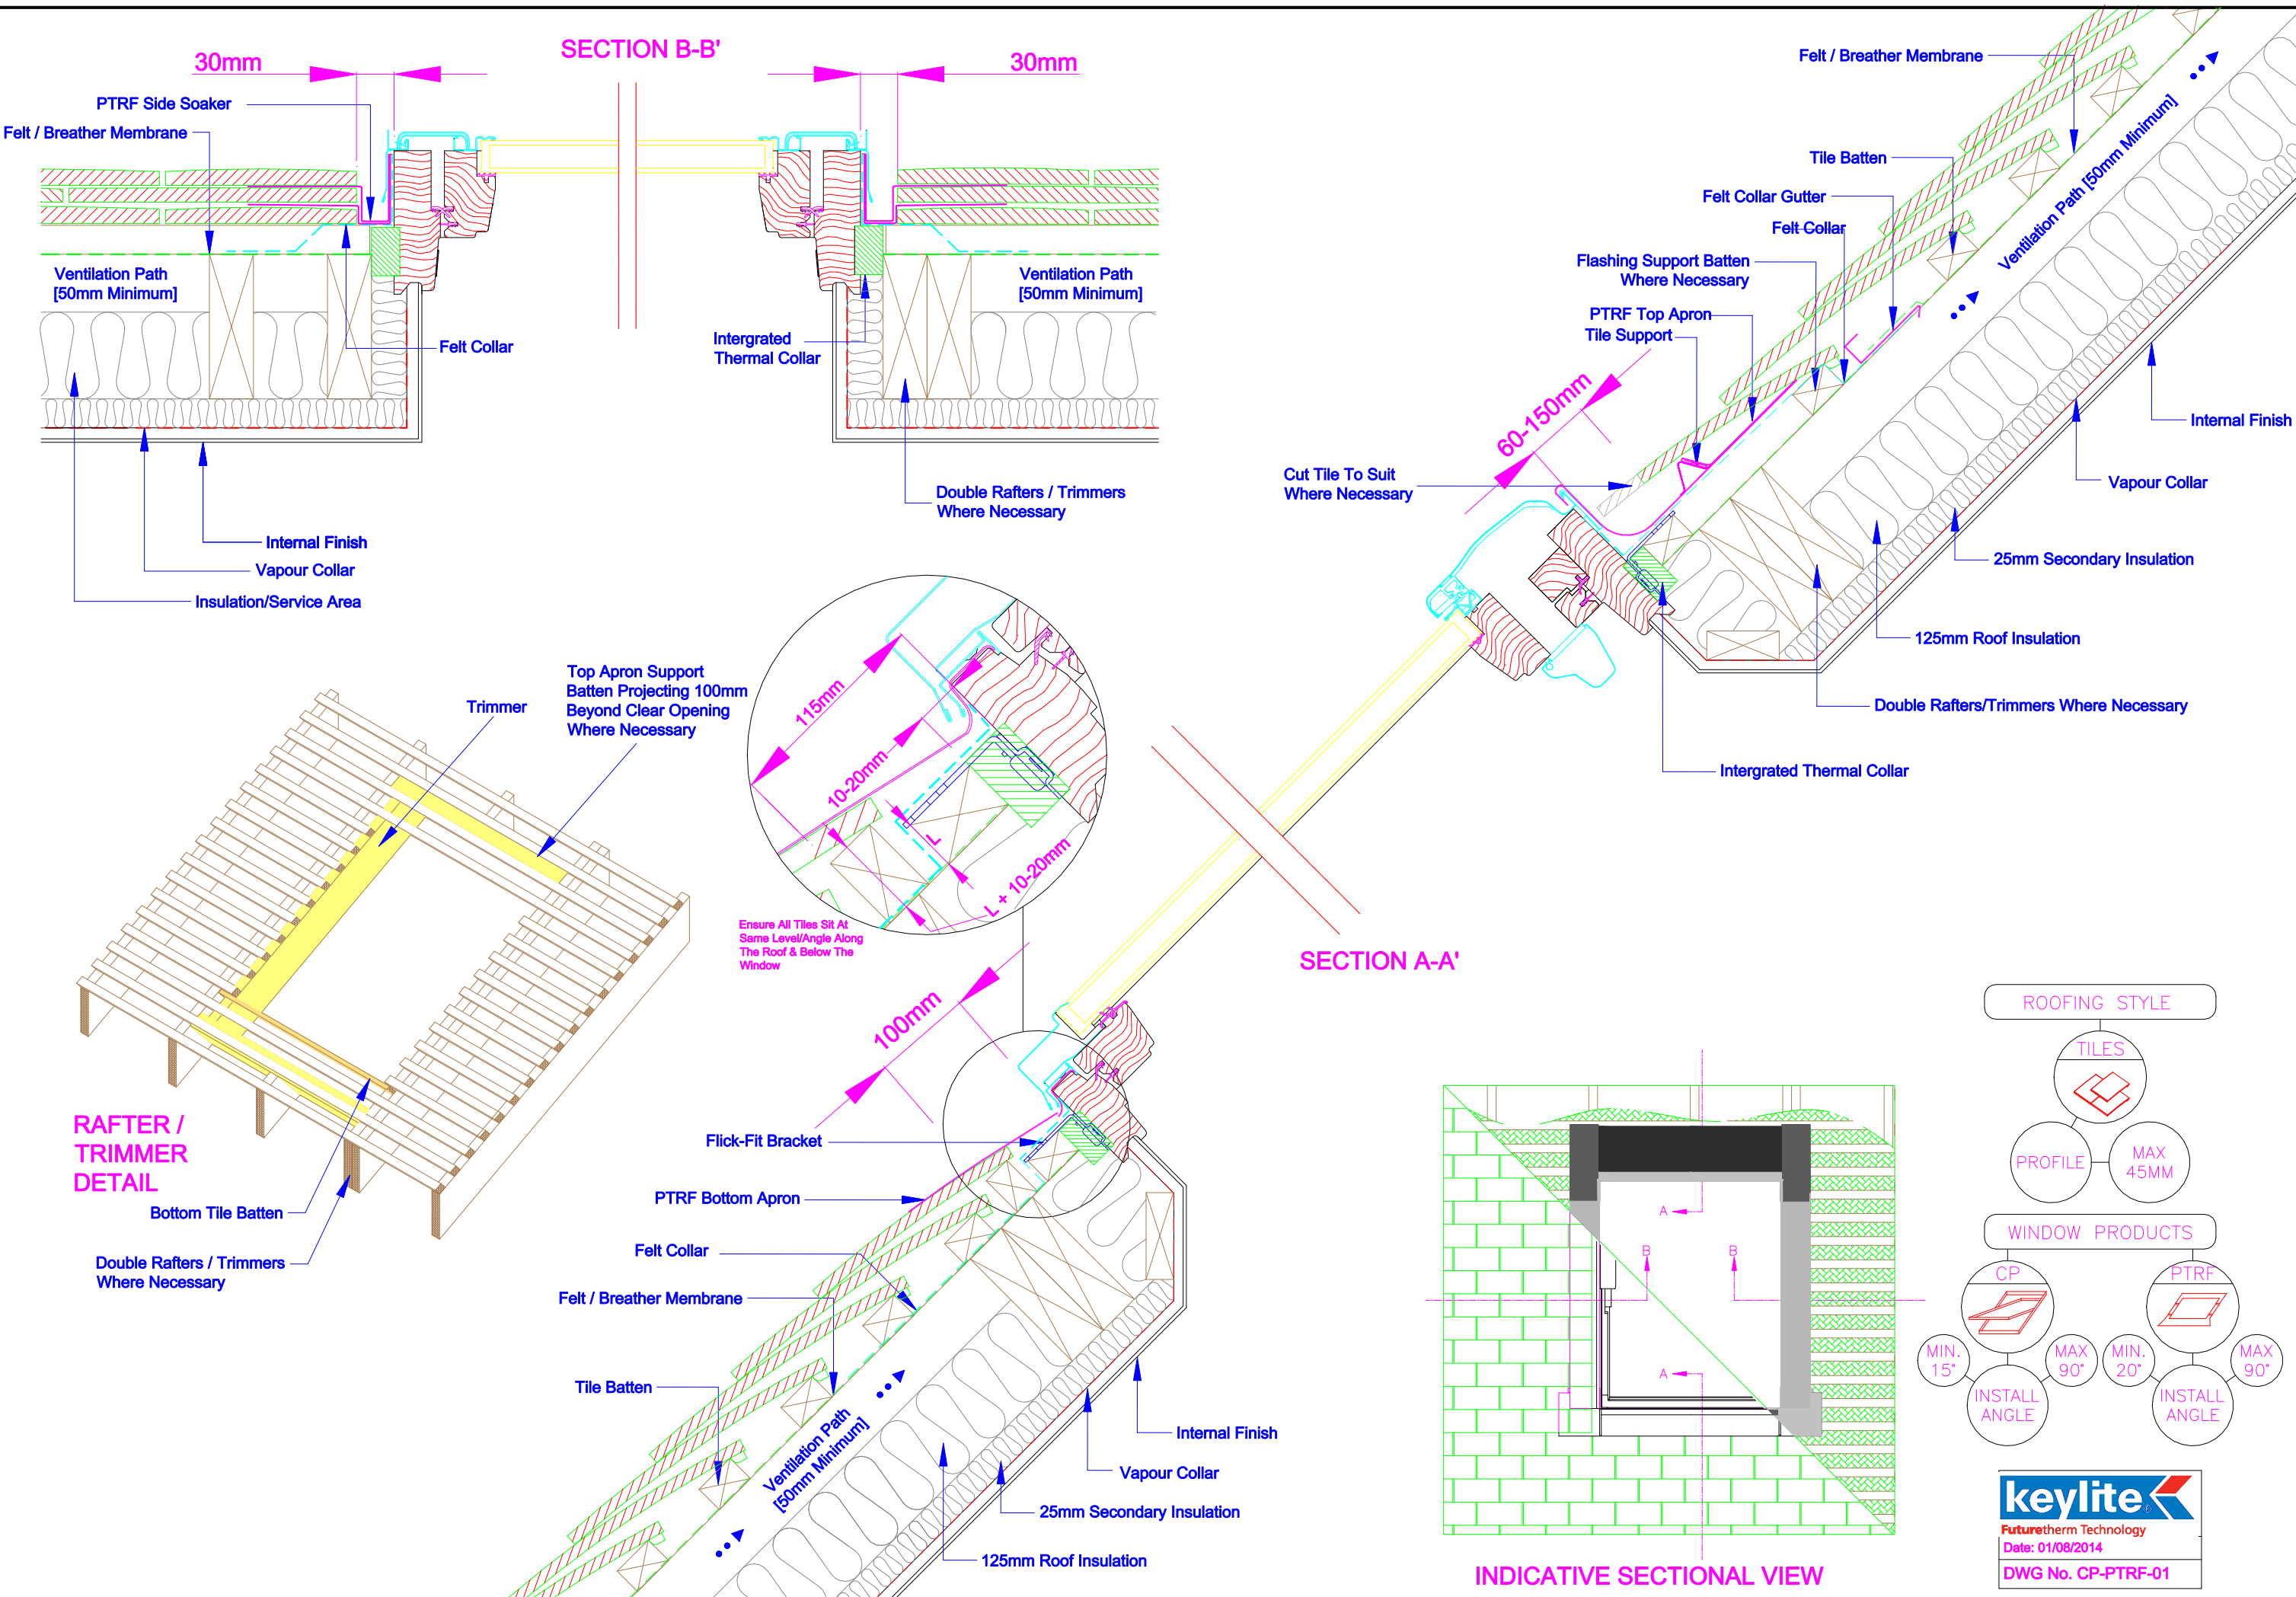 SECTION B-B'
30mm
30mm
PTRF Side Soaker
Felt / Breather Membrane
Ventilation Path
[50mm Minimum]
Ventilation Path
[50mm Minimum]
Felt Collar
Intergrated
Thermal Collar
Double Rafters / Trimmers
Where Necessary
Internal Finish
Vapour Collar
Insulation/Service Area
Felt / Breather Membrane
Tile Batten
Felt Collar Gutter
Felt Collar
Flashing Support Batten
Where Necessary
PTRF Top Apron
Tile Support
60-150mm
Cut Tile To Suit
Where Necessary
Ventilation Path [50mm Minimum]
Internal Finish
Vapour Collar
25mm Secondary Insulation
125mm Roof Insulation
Double Rafters/Trimmers Where Necessary
Intergrated Thermal Collar
Trimmer
Top Apron Support
Batten Projecting 100mm
Beyond Clear Opening
Where Necessary
RAFTER /
TRIMMER
DETAIL
Bottom Tile Batten
Double Rafters / Trimmers
Where Necessary
115mm
10-20mm
L
L + 10-20mm
Ensure All Tiles Sit At
Same Level/Angle Along
The Roof & Below The
Window
SECTION A-A'
100mm
Flick-Fit Bracket
PTRF Bottom Apron
Felt Collar
Felt / Breather Membrane
Tile Batten
Ventilation Path
[50mm Minimum]
Internal Finish
Vapour Collar
25mm Secondary Insulation
125mm Roof Insulation
A
B
B
A
INDICATIVE SECTIONAL VIEW
ROOFING STYLE
TILES
PROFILE
MAX
45MM
WINDOW PRODUCTS
CP
PTRF
MIN.
15°
MAX
90°
MIN.
20°
MAX
90°
INSTALL
ANGLE
INSTALL
ANGLE
keylite
Futuretherm Technology
Date: 01/08/2014
DWG No. CP-PTRF-01